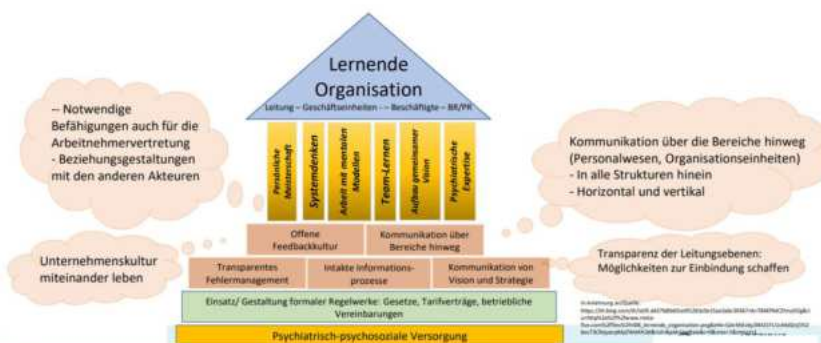 Lernende
Organisation
Leitung – Geschäftseinheiten - – Beschäftigte – BR/PR
-- Notwendige
Befähigungen auch für die
Arbeitnehmervertretung
- Beziehungsgestaltungen
mit den anderen Akteuren
Persönliche
Meisterschaft
Systemdenken
Arbeit mit mentalen
Modellen
Team-Lernen
Aufbau gemeinsamer
Vision
Psychiatrische
Expertise
Kommunikation über die Bereiche hinweg
(Personalwesen, Organisationseinheiten)
- In alle Strukturen hinein
- Horizontal und vertikal
Offene
Feedbackkultur
Kommunikation über
Bereiche hinweg
Unternehmenskultur
miteinander leben
Transparentes
Fehlermanagement
Intakte Informations-
prozesse
Kommunikation von
Vision und Strategie
Transparenz der Leitungsebenen:
Möglichkeiten zur Einbindung schaffen
Einsatz/ Gestaltung formaler Regelwerke: Gesetze, Tarifverträge, betriebliche
Vereinbarungen
Psychiatrisch-psychosoziale Versorgung